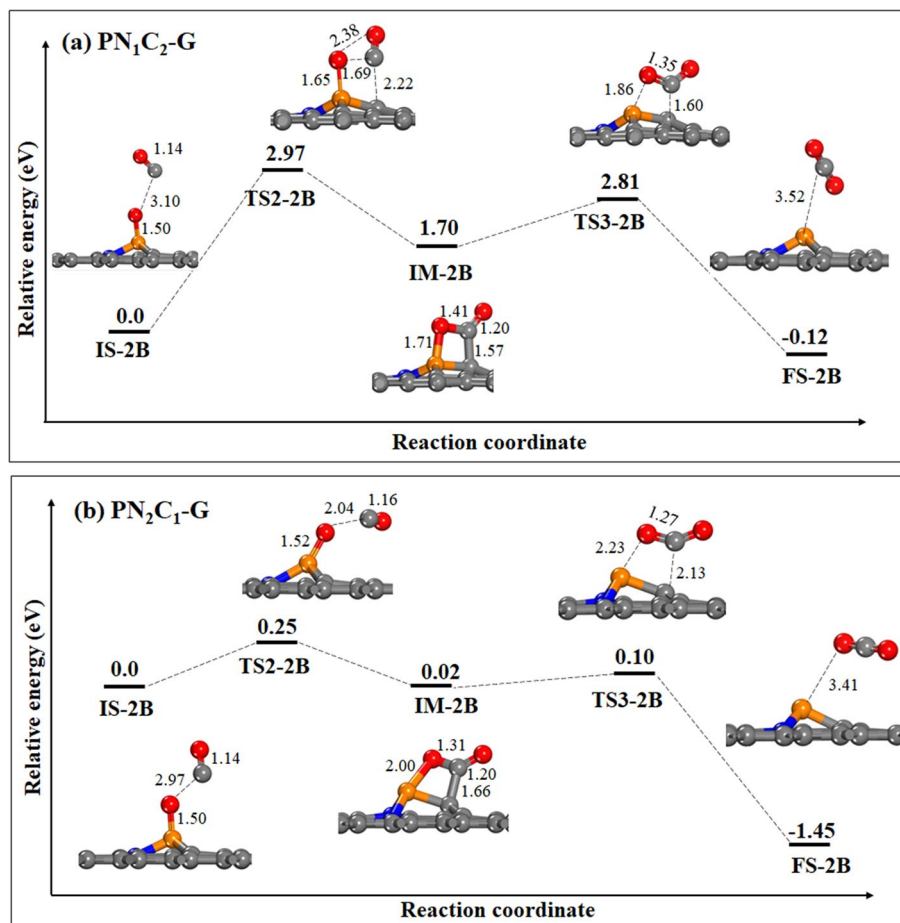 (a) PN₁C₂-G
Relative energy (eV)
2.38
1.65
1.69
2.22
1.35
1.86
1.60
1.14
3.10
1.50
2.97
TS2-2B
1.70
IM-2B
2.81
TS3-2B
3.52
0.0
IS-2B
1.41
1.20
1.71
1.57
-0.12
FS-2B
Reaction coordinate
(b) PN₂C₁-G
Relative energy (eV)
2.04
1.16
1.52
1.27
2.23
2.13
0.0
IS-2B
0.25
TS2-2B
0.02
IM-2B
0.10
TS3-2B
3.41
1.14
2.97
1.50
1.31
2.00
1.20
1.66
-1.45
FS-2B
Reaction coordinate